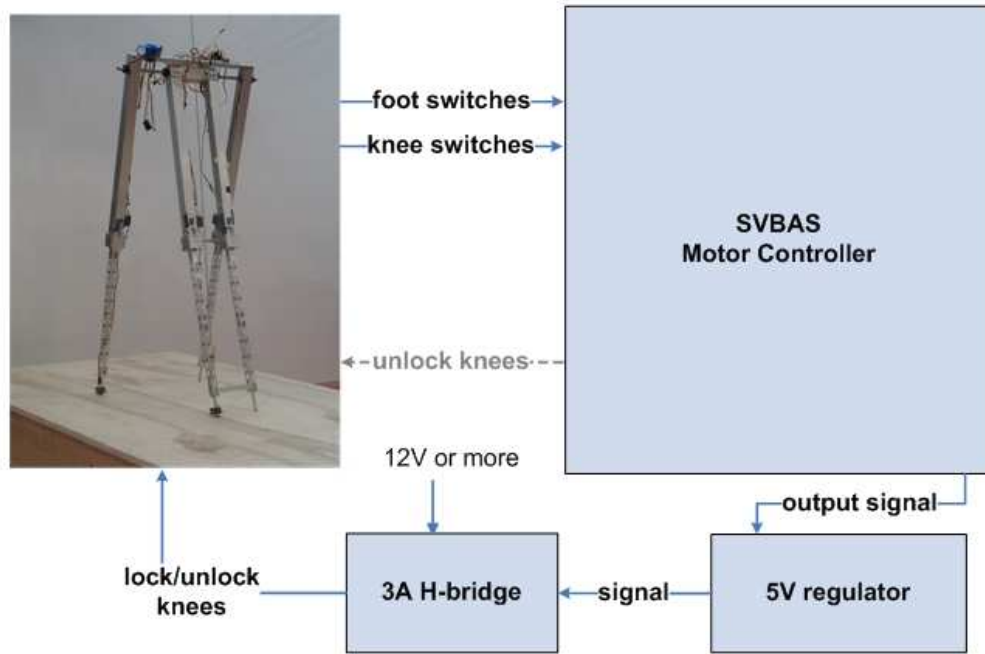 foot switches
knee switches
SVBAS
Motor Controller
unlock knees
12V or more
output signal
lock/unlock
knees
3A H-bridge
signal
5V regulator